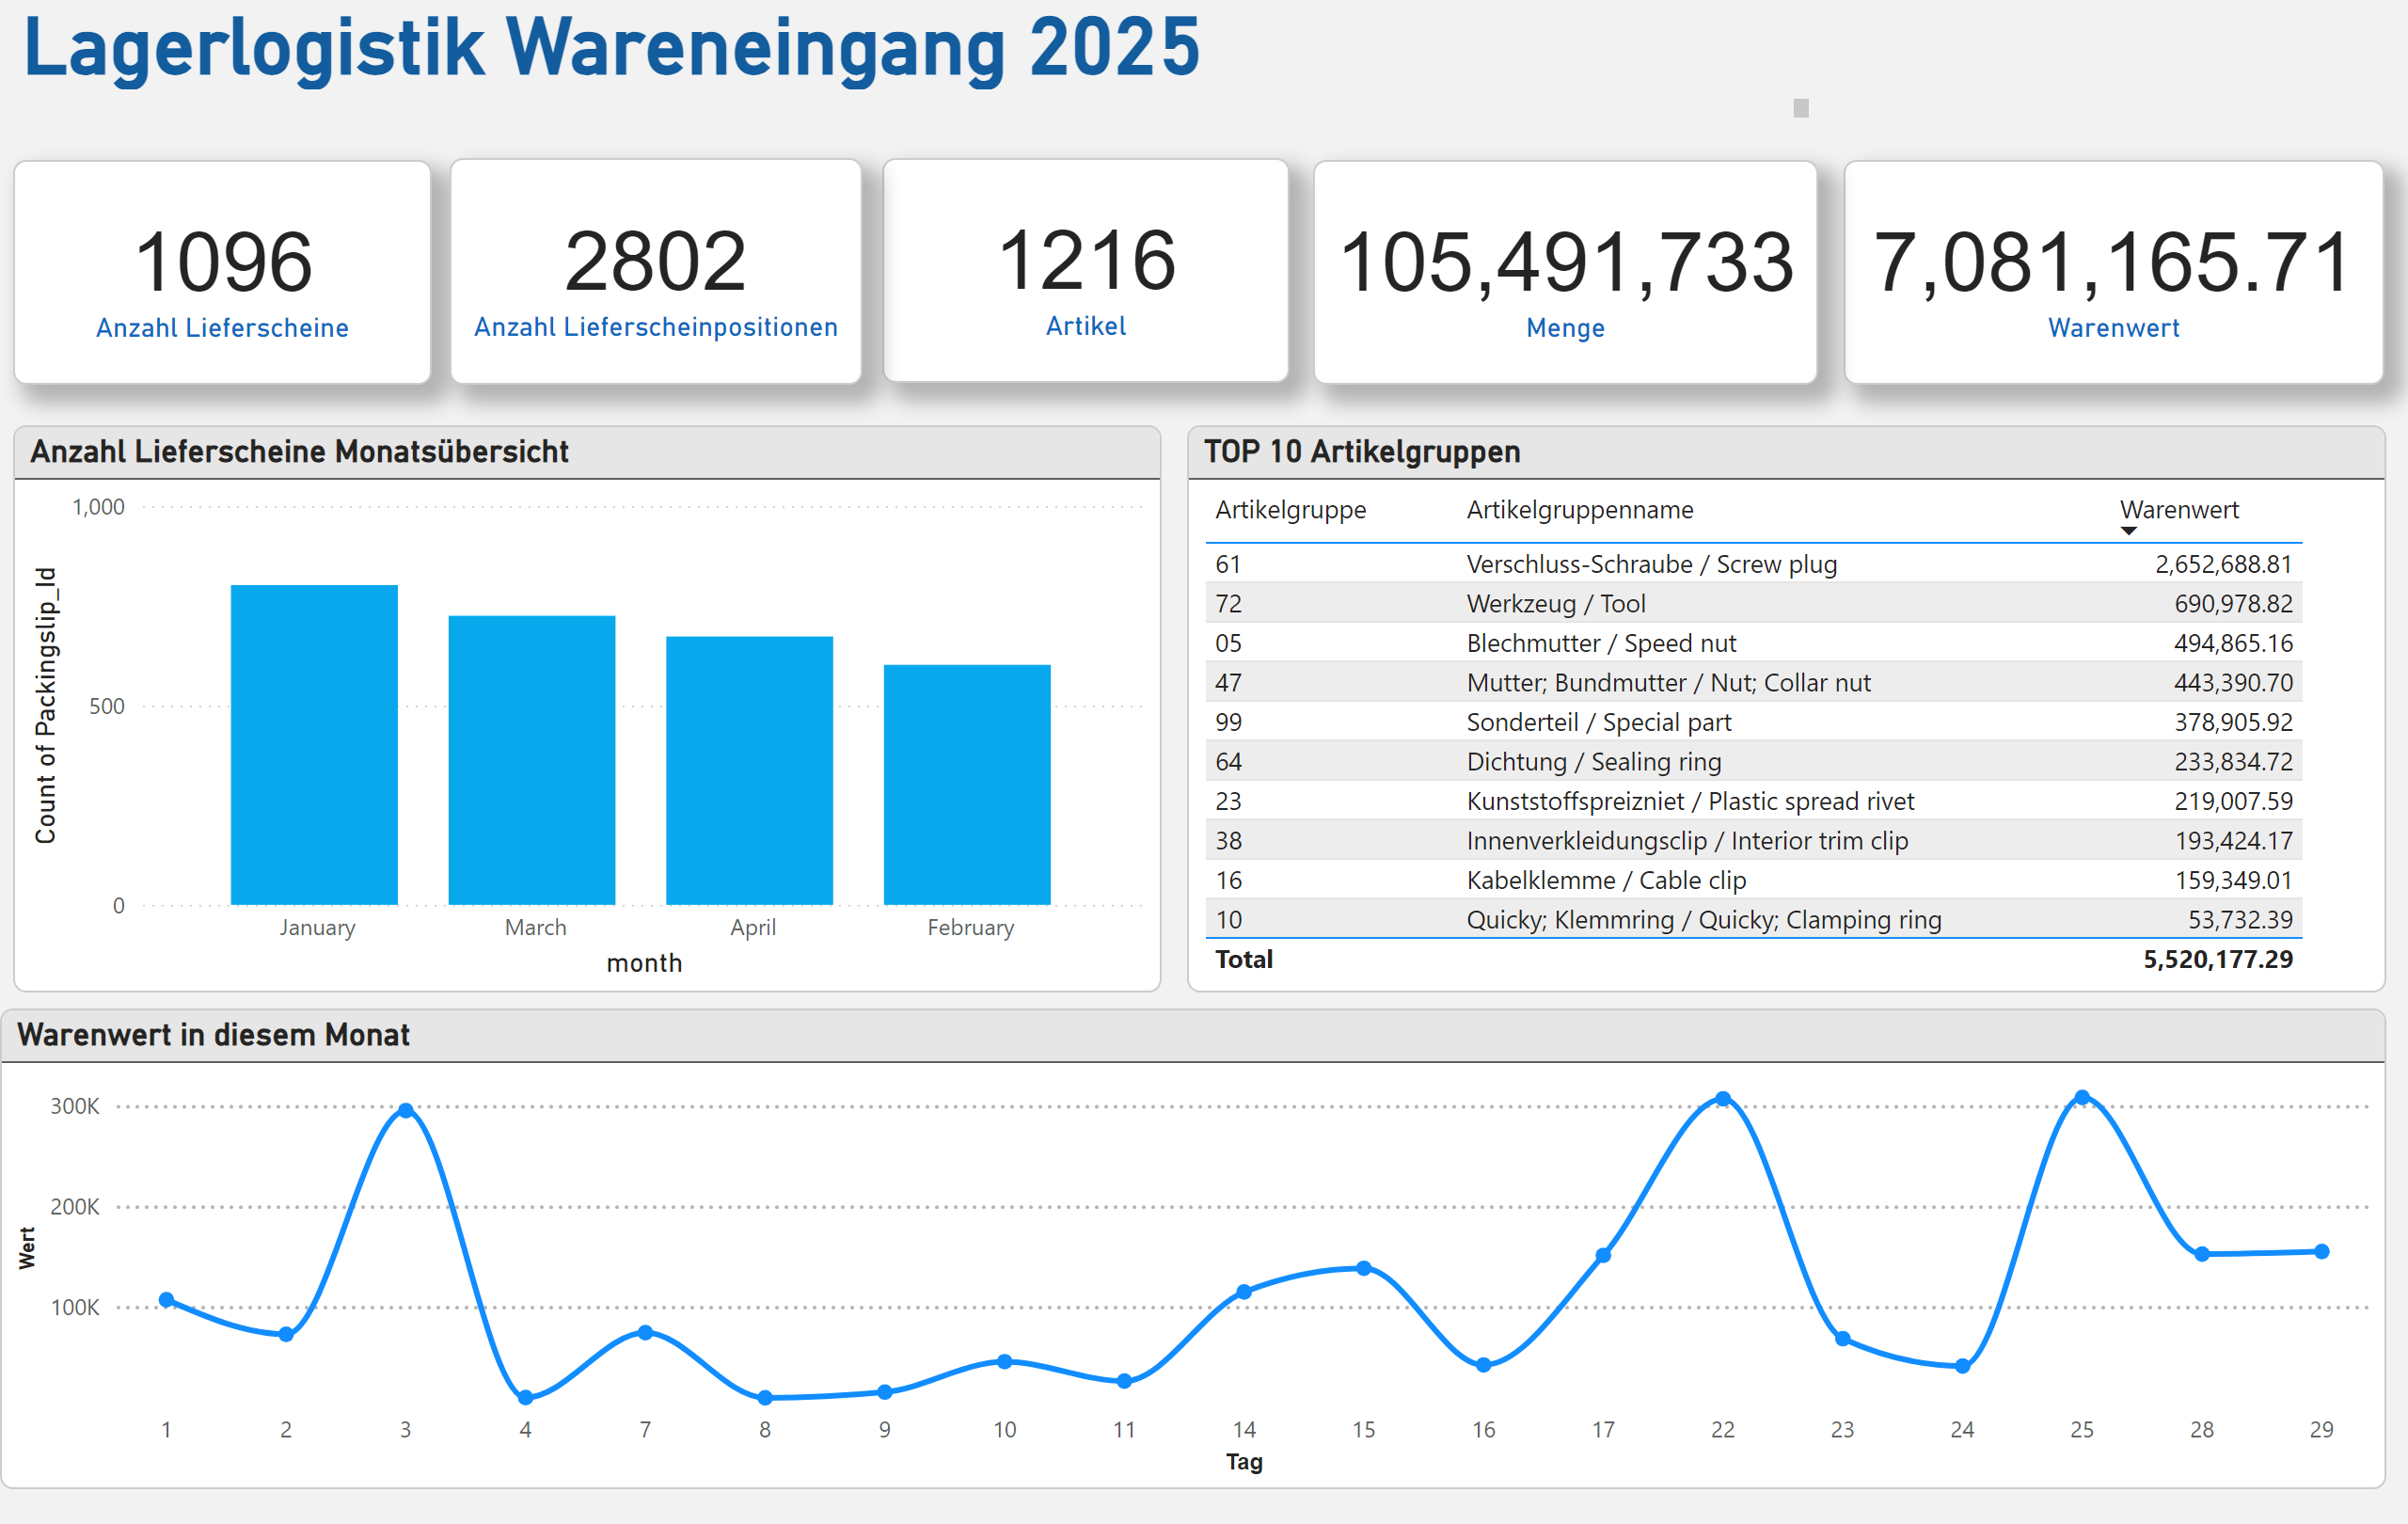 Lagerlogistik Wareneingang 2025
1096
Anzahl Lieferscheine
2802
Anzahl Lieferscheinpositionen
1216
Artikel
105,491,733
Menge
7,081,165.71
Warenwert
Anzahl Lieferscheine Monatsübersicht
Count of Packingslip_Id
1,000
500
0
January March April February
month
TOP 10 Artikelgruppen
Artikelgruppe Artikelgruppenname Warenwert
61 Verschluss-Schraube / Screw plug 2,652,688.81
72 Werkzeug / Tool 690,978.82
05 Blechmutter / Speed nut 494,865.16
47 Mutter; Bundmutter / Nut; Collar nut 443,390.70
99 Sonderteil / Special part 378,905.92
64 Dichtung / Sealing ring 233,834.72
23 Kunststoffspreizniet / Plastic spread rivet 219,007.59
38 Innenverkleidungsclip / Interior trim clip 193,424.17
16 Kabelklemme / Cable clip 159,349.01
10 Quicky; Klemmring / Quicky; Clamping ring 53,732.39
Total 5,520,177.29
Warenwert in diesem Monat
Wert
300K
200K
100K
1 2 3 4 7 8 9 10 11 14 15 16 17 22 23 24 25 28 29
Tag